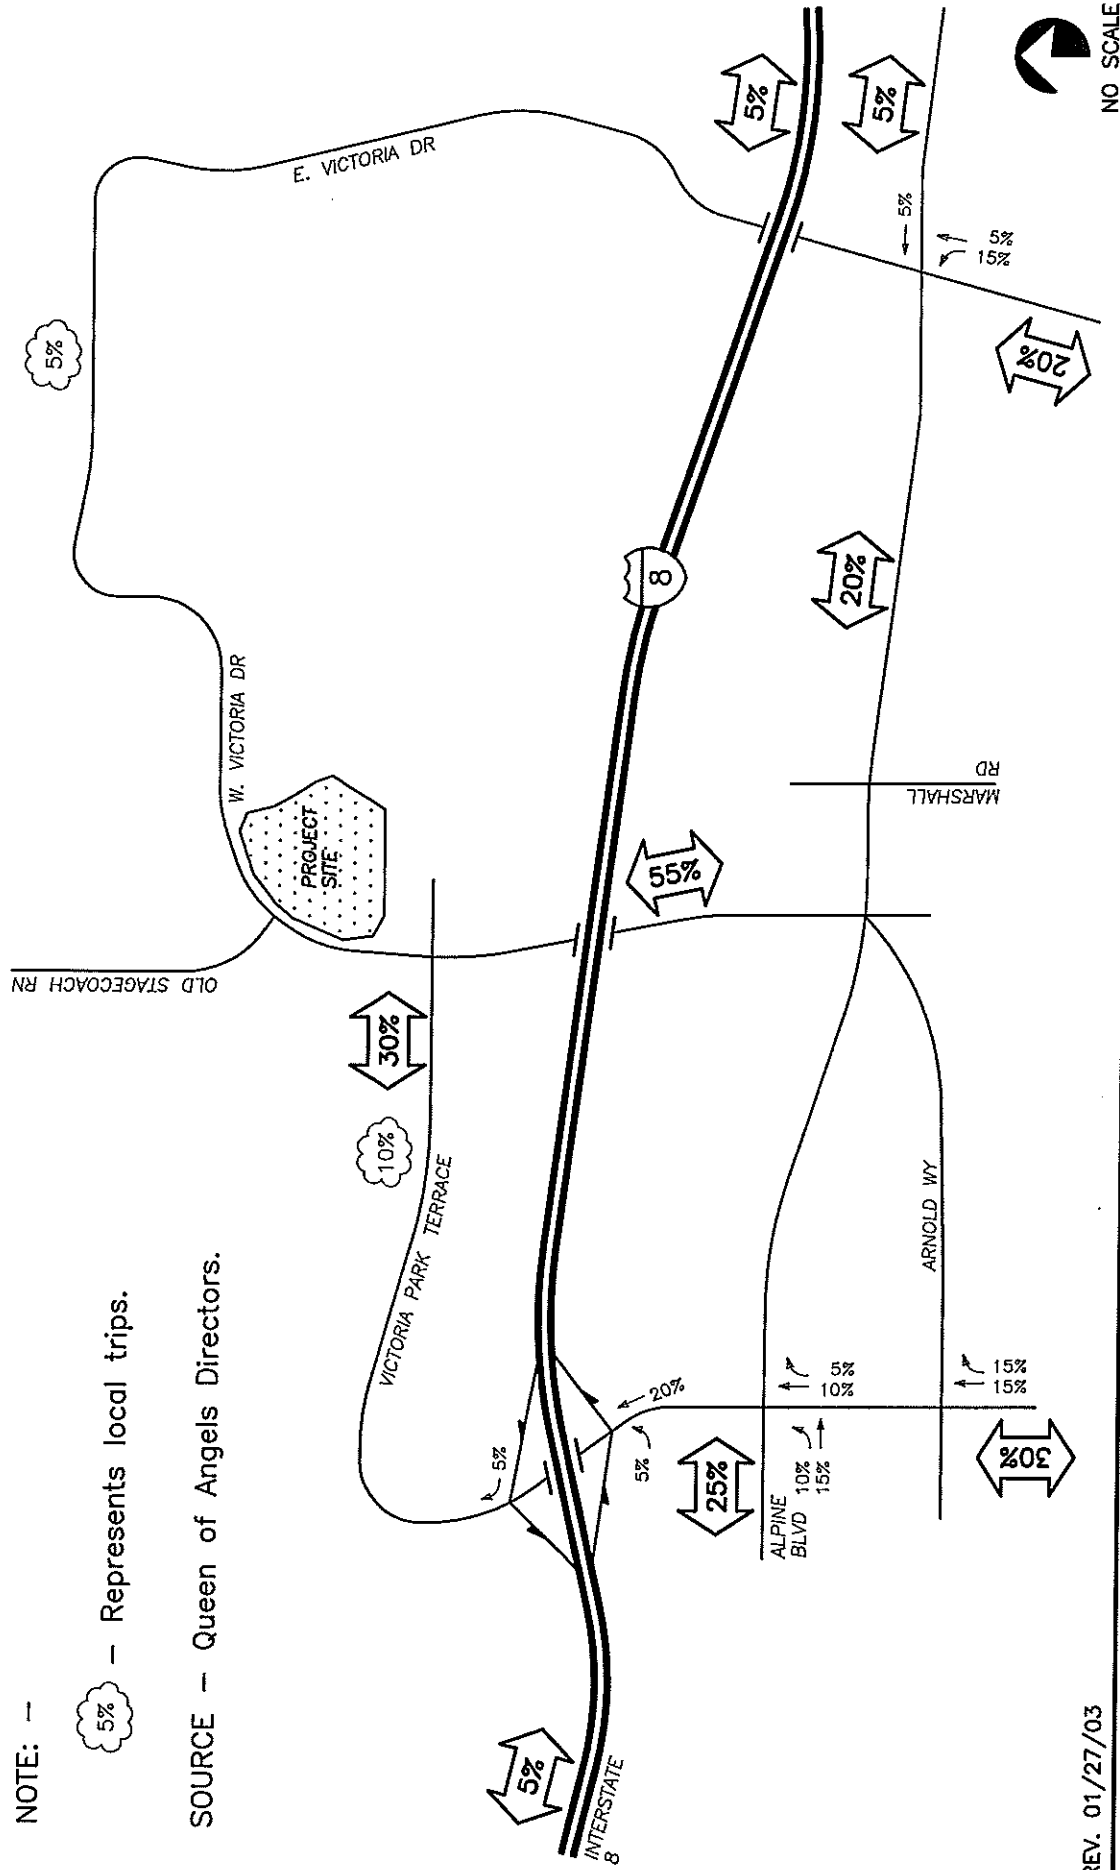 NOTE: –
5% – Represents local trips.
SOURCE – Queen of Angels Directors.
5%
E. VICTORIA DR
W. VICTORIA DR
OLD STAGECOACH RN
PROJECT
SITE
30%
10%
VICTORIA PARK TERRACE
5%
INTERSTATE
8
5%
20%
5%
8
5%
5%
55%
25%
ALPINE
BLVD
10%
15%
5%
10%
ARNOLD WY
15%
15%
30%
MARSHALL
RD
20%
5%
5%
15%
20%
NO SCALE
REV. 01/27/03